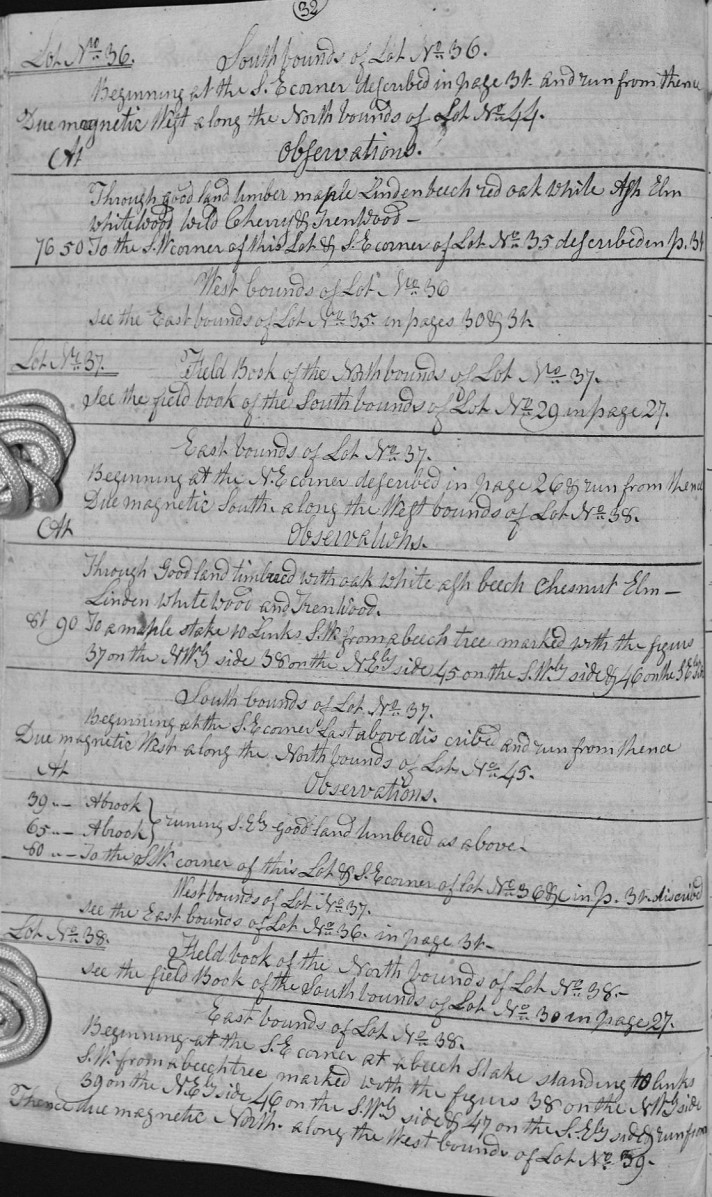 32
Lot No 36. South bounds of Lot No 36.
Beginning at the S. E corner described in page 31. and run from thence
Due magnetic West along the North bounds of Lot No 44.
At Observations.
Through good land timber maple Linden beech red oak White Ash Elm
whitewood Wild Cherry & Irenwood —
76 50 To the S.W corner of this Lot & S. E corner of Lot No 35 described in p. 31
West bounds of Lot No 36
see the East bounds of Lot No 35. in pages 30 & 31.
Lot No 37. Field Book of the North bounds of Lot No 37.
See the field book of the South bounds of Lot No 29 in page 27.
East bounds of Lot No 37.
Beginning at the N. E corner described in page 26 & run from thence
Due magnetic South along the West bounds of Lot No 38.
At Observations.
Through Good land timbred with oak white ash beech Chesnut Elm —
Linden white wood and Irenwood.
81 90 To a maple stake 10 Links S.W. from a beech tree marked with the figurs
37 on the N.Wly side 38 on the N.Ely side 45 on the S.Wly side & 46 on the S.Ely side
South bounds of Lot No 37.
Beginning at the S. E corner Last above discribed and run from thence
Due magnetic West along the North bounds of Lot No 45.
At Observations.
39 .. — A brook } runing S. Ely good land timbered as above.
65 .. — A brook
80 .. — To the S.W. corner of this Lot & S. E corner of Lot No 36 &c in p. 31. discribed
West bounds of Lot No 37.
see the East bounds of Lot No 36. in page 31 —
Lot No 38. Field book of the North bounds of Lot No 38. —
see the field Book of the South bounds of Lot No 30 in page 27.
East bounds of Lot No 38.
Beginning at the S. E corner at a beech Stake standing 10 links
S.W. from a beech tree marked with the figurs 38 on the N.Wly side
39 on the N.Ely side 46 on the S.Wly side & 47 on the S.Ely side & run from
Thence due magnetic North. along the West bounds of Lot No 39.